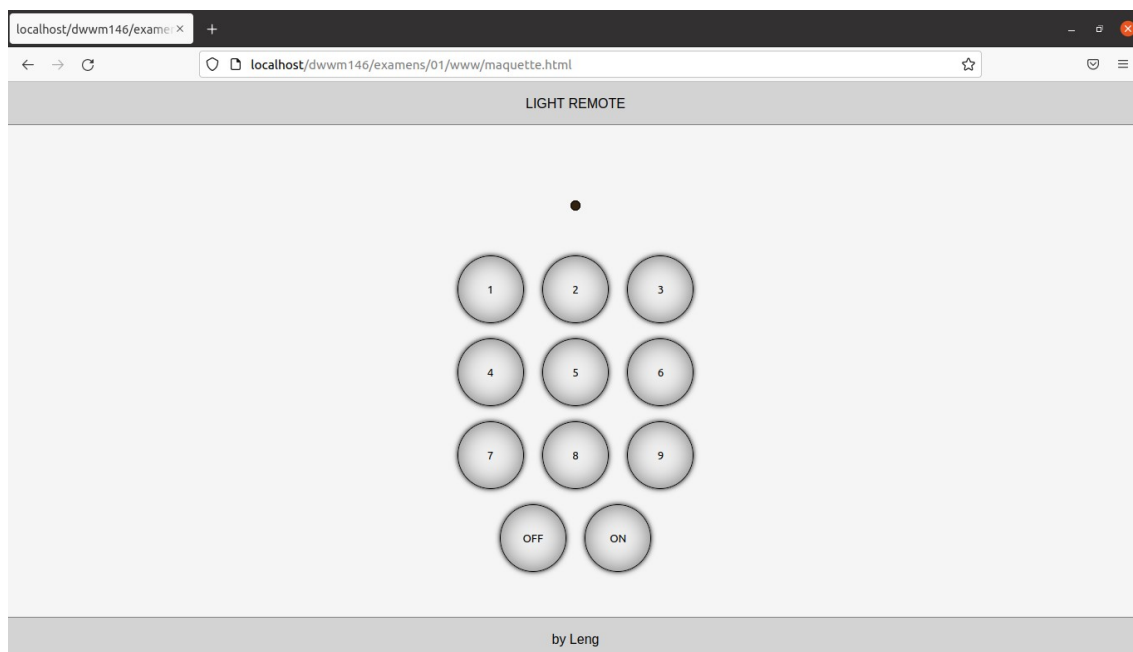 localhost/dwwm146/examen
localhost/dwwm146/examens/01/www/maquette.html
LIGHT REMOTE
1 2 3
4 5 6
7 8 9
OFF ON
by Leng